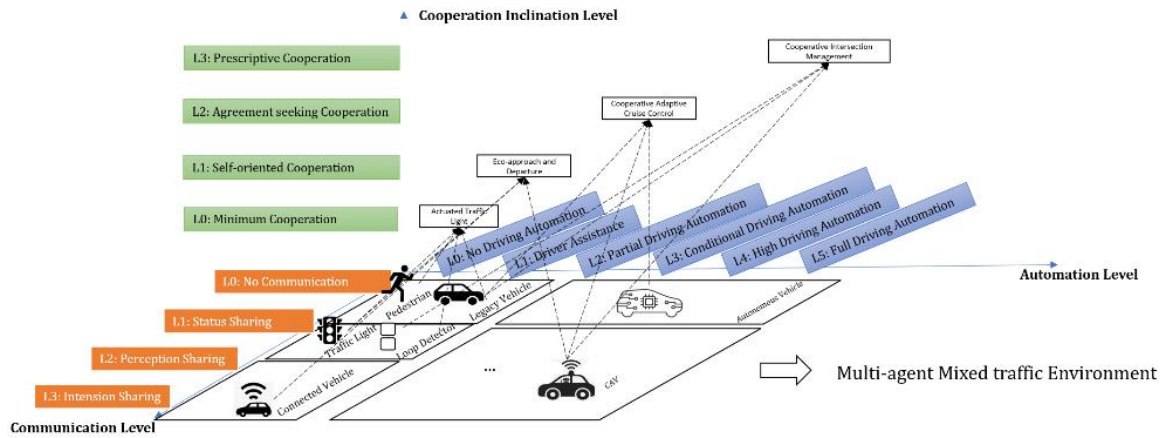 Cooperation Inclination Level
L3: Prescriptive Cooperation
Cooperative Intersection
Management
L2: Agreement seeking Cooperation
Cooperative Adaptive
Cruise Control
L1: Self-oriented Cooperation
Eco-approach and
Departure
L0: Minimum Cooperation
Actuated Traffic
Light
L0: No Driving Automation
L1: Driver Assistance
L2: Partial Driving Automation
L3: Conditional Driving Automation
L4: High Driving Automation
L5: Full Driving Automation
Automation Level
L0: No Communication
Pedestrian
Legacy Vehicle
Autonomous Vehicle
L1: Status Sharing
Traffic Light
Loop Detector
L2: Perception Sharing
Connected Vehicle
...
CAV
Multi-agent Mixed traffic Environment
L3: Intension Sharing
Communication Level